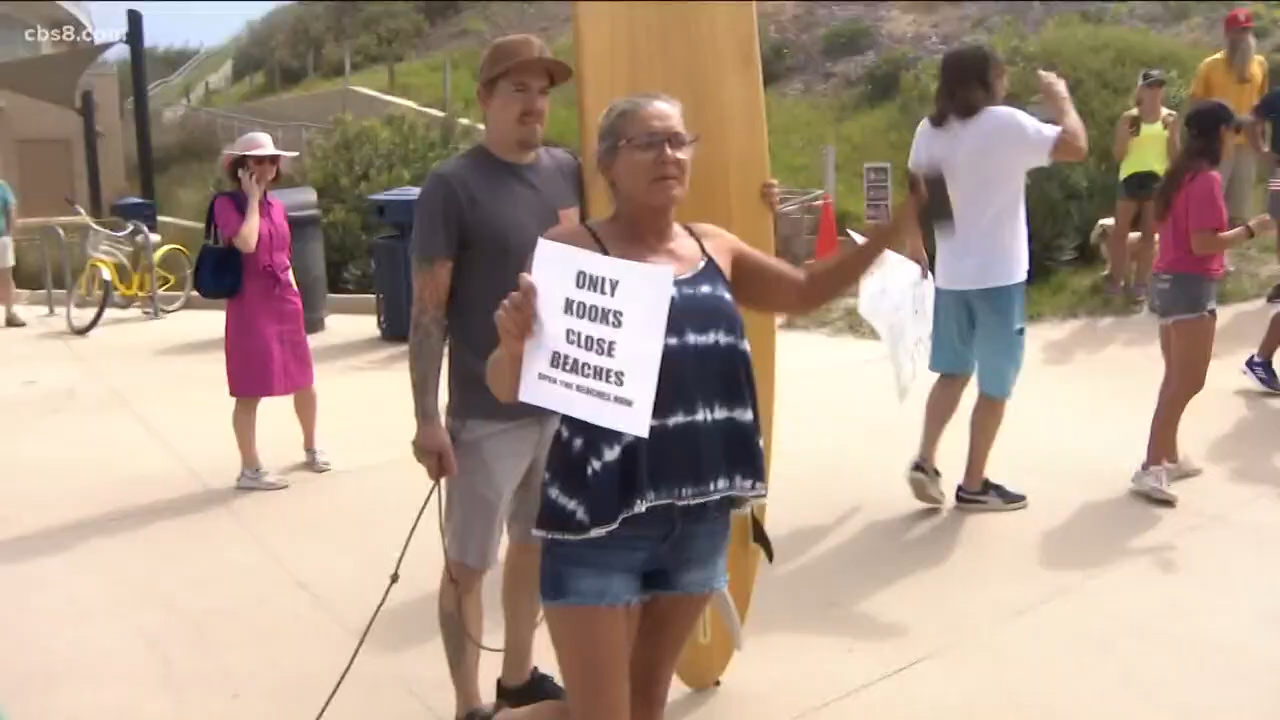 cbs8.com
ONLY
KOOKS
CLOSE
BEACHES
OPEN THE BEACHES NOW